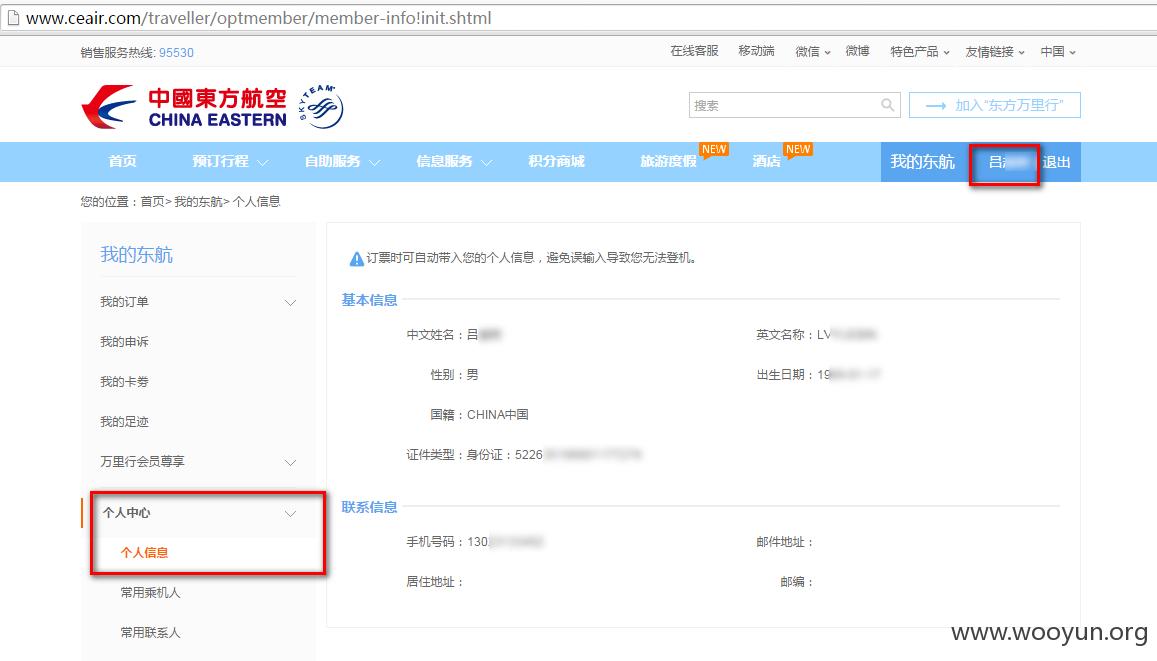 www.ceair.com/traveller/optmember/member-info!init.shtml
销售服务热线: 95530 在线客服 移动端 微信 微博 特色产品 友情链接 中国
中國東方航空
CHINA EASTERN
SKYTEAM
搜索
加入“东方万里行”
首页 预订行程 自助服务 信息服务 积分商城 旅游度假 NEW 酒店 NEW 我的东航 吕 退出
您的位置：首页> 我的东航> 个人信息
我的东航
我的订单
我的申诉
我的卡券
我的足迹
万里行会员尊享
个人中心
个人信息
常用乘机人
常用联系人
订票时可自动带入您的个人信息，避免误输入导致您无法登机。
基本信息
中文姓名：吕 英文名称：LV
性别：男 出生日期：19
国籍：CHINA中国
证件类型：身份证：5226
联系信息
手机号码：130 邮件地址：
居住地址： 邮编：
www.wooyun.org